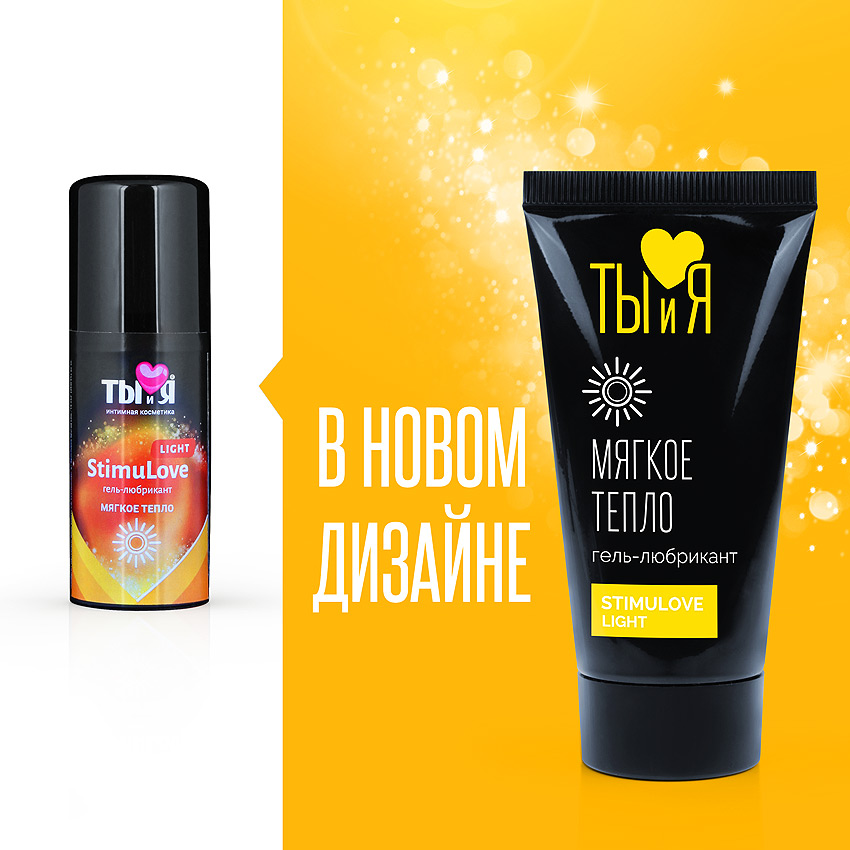 ТЫ и Я
интимная косметика
LIGHT
StimuLove
гель-любрикант
МЯГКОЕ ТЕПЛО
В НОВОМ
ДИЗАЙНЕ
ТЫ и Я
МЯГКОЕ
ТЕПЛО
гель-любрикант
STIMULOVE
LIGHT